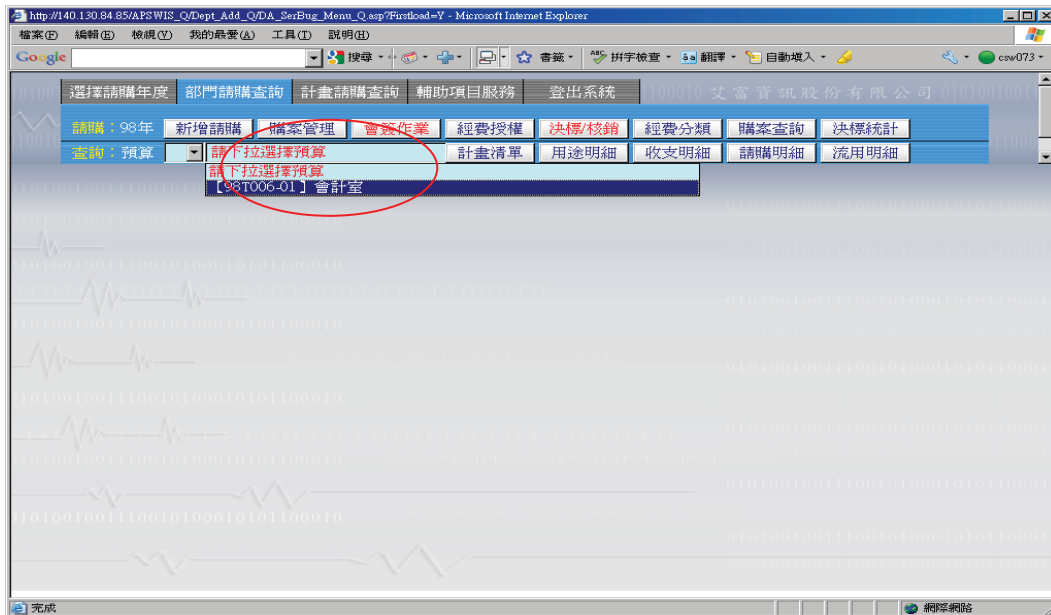 http://140.130.84.85/APSWIS_Q/Dept_Add_Q/DA_SerBug_Menu_Q.asp?Firstload=Y - Microsoft Internet Explorer
檔案(F) 編輯(E) 檢視(V) 我的最愛(A) 工具(T) 說明(H)
Google 搜尋 書籤 ABC 拼字檢查 翻譯 自動填入 csw073
選擇請購年度 部門請購查詢 計畫請購查詢 輔助項目服務 登出系統 艾富資訊股份有限公司
請購：98年 新增請購 購案管理 會簽作業 經費授權 決標/核銷 經費分類 購案查詢 決標統計
查詢：預算 請下拉選擇預算 計畫清單 用途明細 收支明細 請購明細 流用明細
請下拉選擇預算
【98T006-01】會計室
完成 網際網路